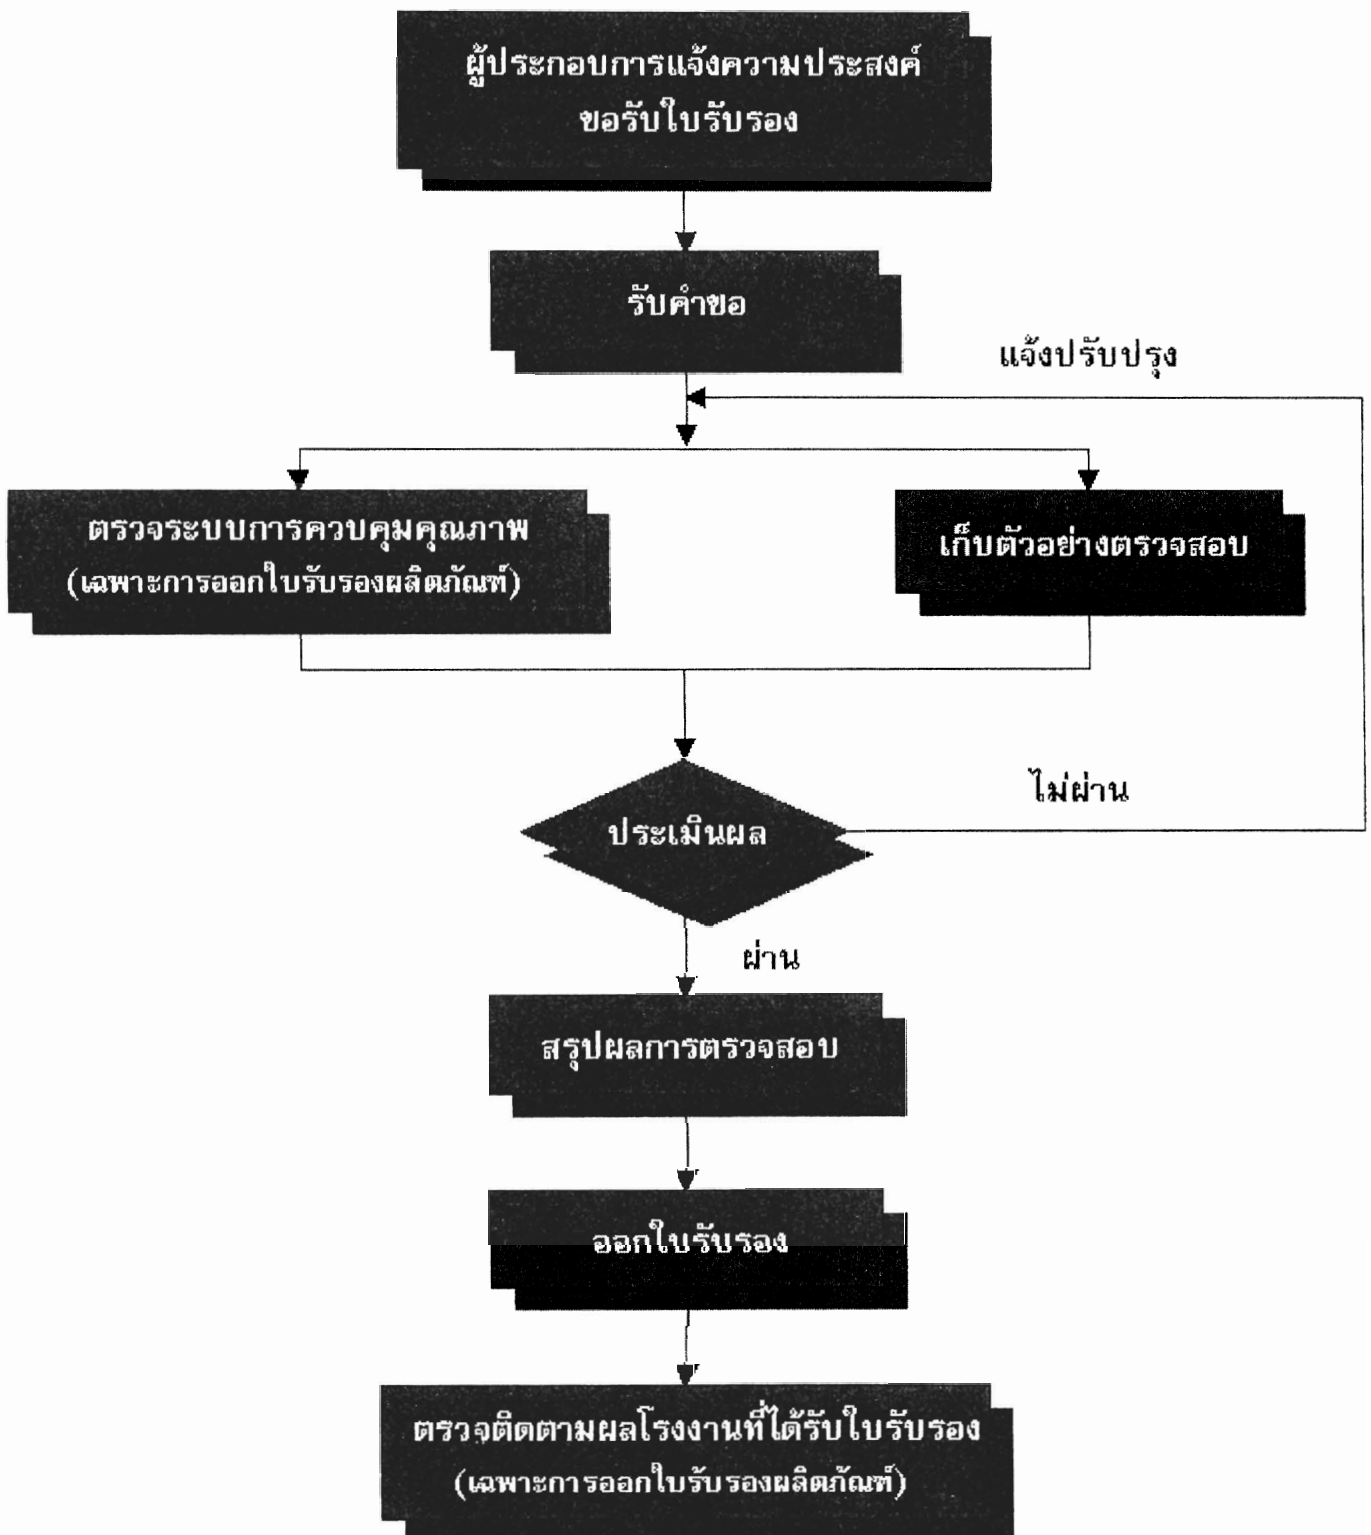 ผู้ประกอบการแจ้งความประสงค์
ขอรับใบรับรอง
รับคำขอ
แจ้งปรับปรุง
ตรวจระบบการควบคุมคุณภาพ
(เฉพาะการออกใบรับรองผลิตภัณฑ์)
เก็บตัวอย่างตรวจสอบ
ประเมินผล
ไม่ผ่าน
ผ่าน
สรุปผลการตรวจสอบ
ออกใบรับรอง
ตรวจติดตามผลโรงงานที่ได้รับใบรับรอง
(เฉพาะการออกใบรับรองผลิตภัณฑ์)